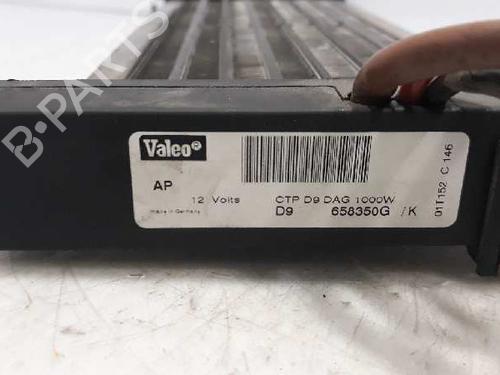 B-PARTS
Valeo®
AP
12 Volts
CTP D9 DAG 1000W
made in Germany
D9 658350G /K
01T152 C 146